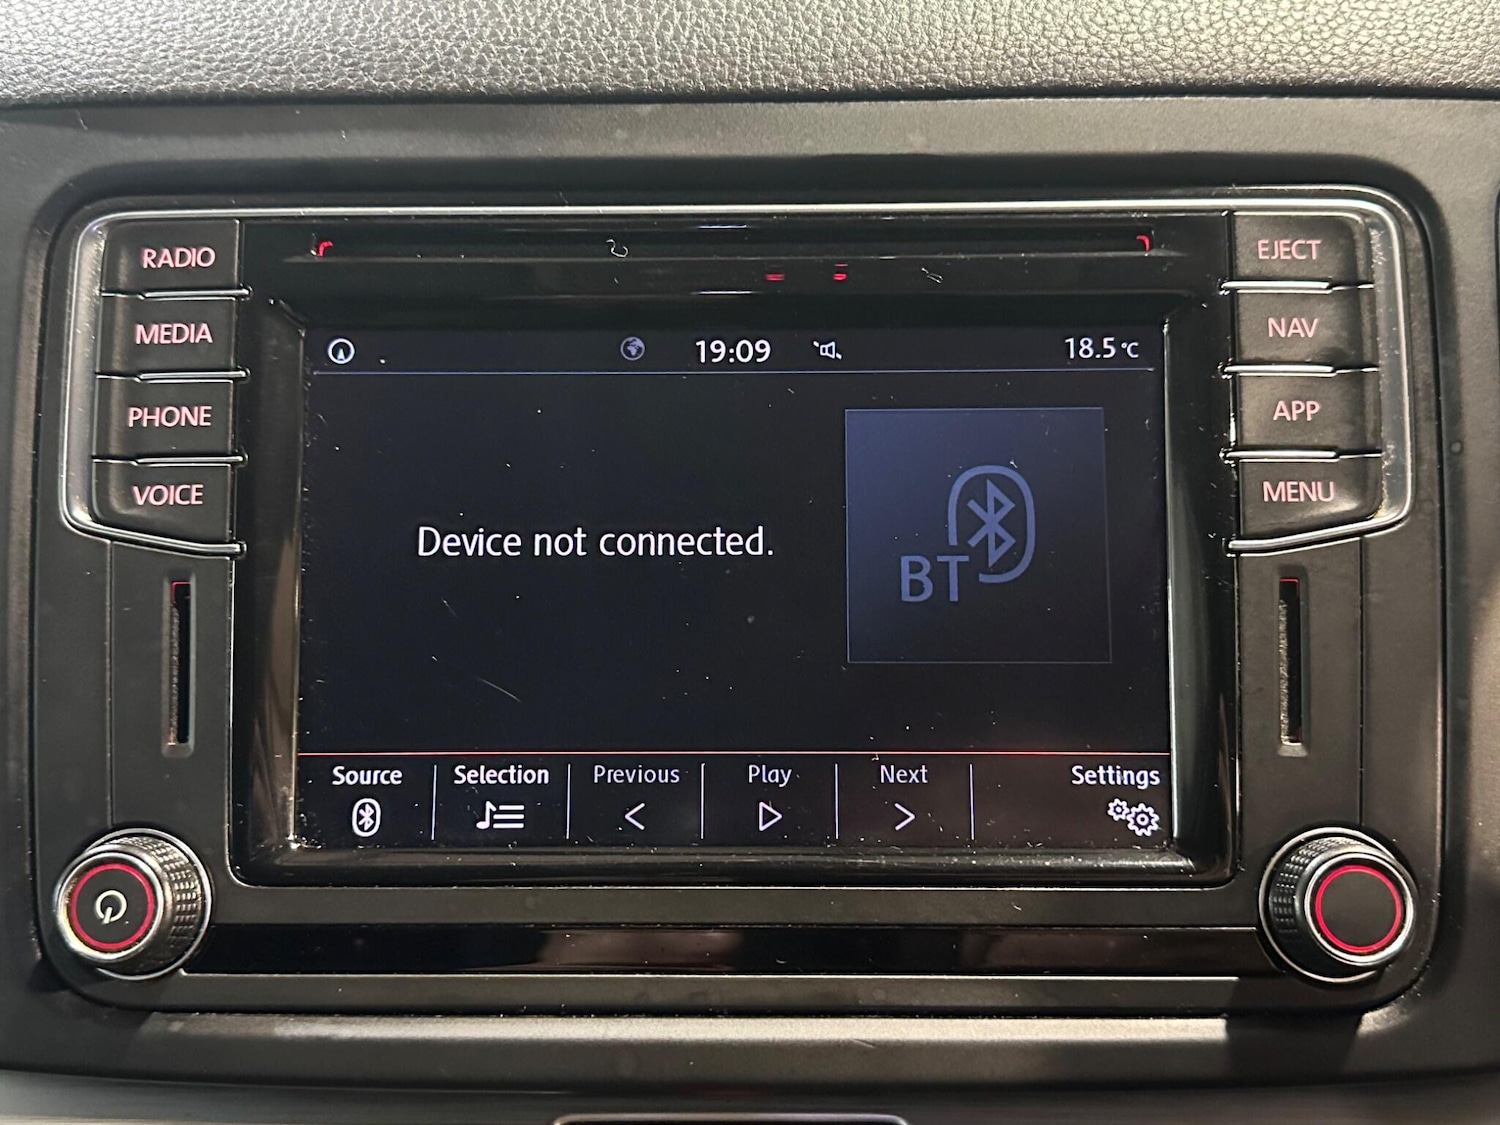 RADIO
MEDIA
PHONE
VOICE
EJECT
NAV
APP
MENU
19:09
18.5°C
Device not connected.
BT
Source
Selection
Previous
Play
Next
Settings